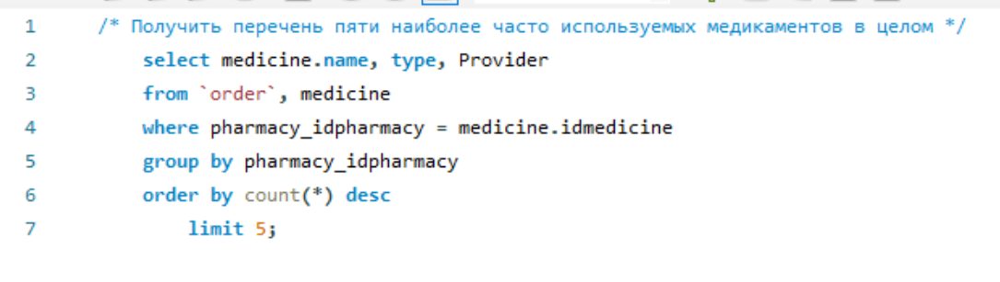 1 /* Получить перечень пяти наиболее часто используемых медикаментов в целом */
2 select medicine.name, type, Provider
3 from `order`, medicine
4 where pharmacy_idpharmacy = medicine.idmedicine
5 group by pharmacy_idpharmacy
6 order by count(*) desc
7 limit 5;